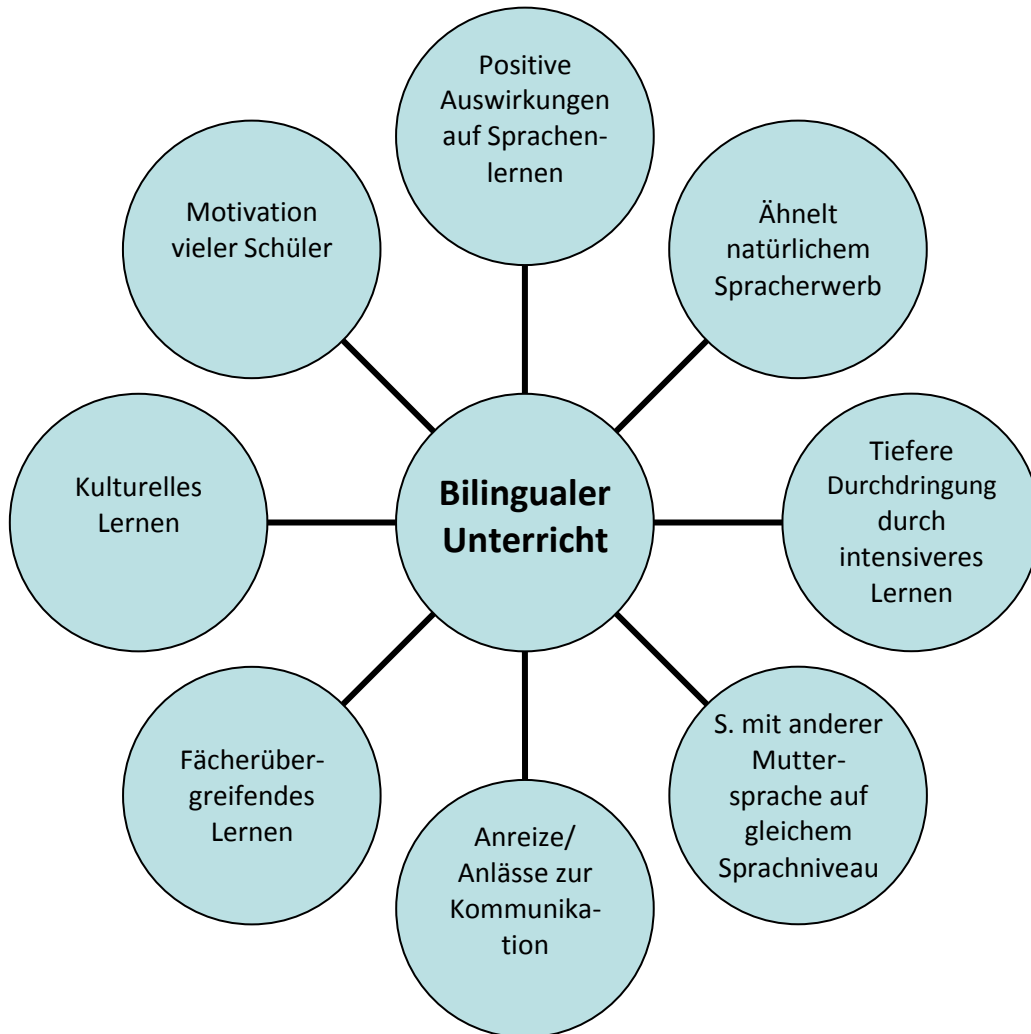 Positive
Auswirkungen
auf Sprachen-
lernen
Ähnelt
natürlichem
Spracherwerb
Tiefere
Durchdringung
durch
intensiveres
Lernen
S. mit anderer
Mutter-
sprache auf
gleichem
Sprachniveau
Anreize/
Anlässe zur
Kommunika-
tion
Fächerüber-
greifendes
Lernen
Kulturelles
Lernen
Motivation
vieler Schüler
Bilingualer
Unterricht